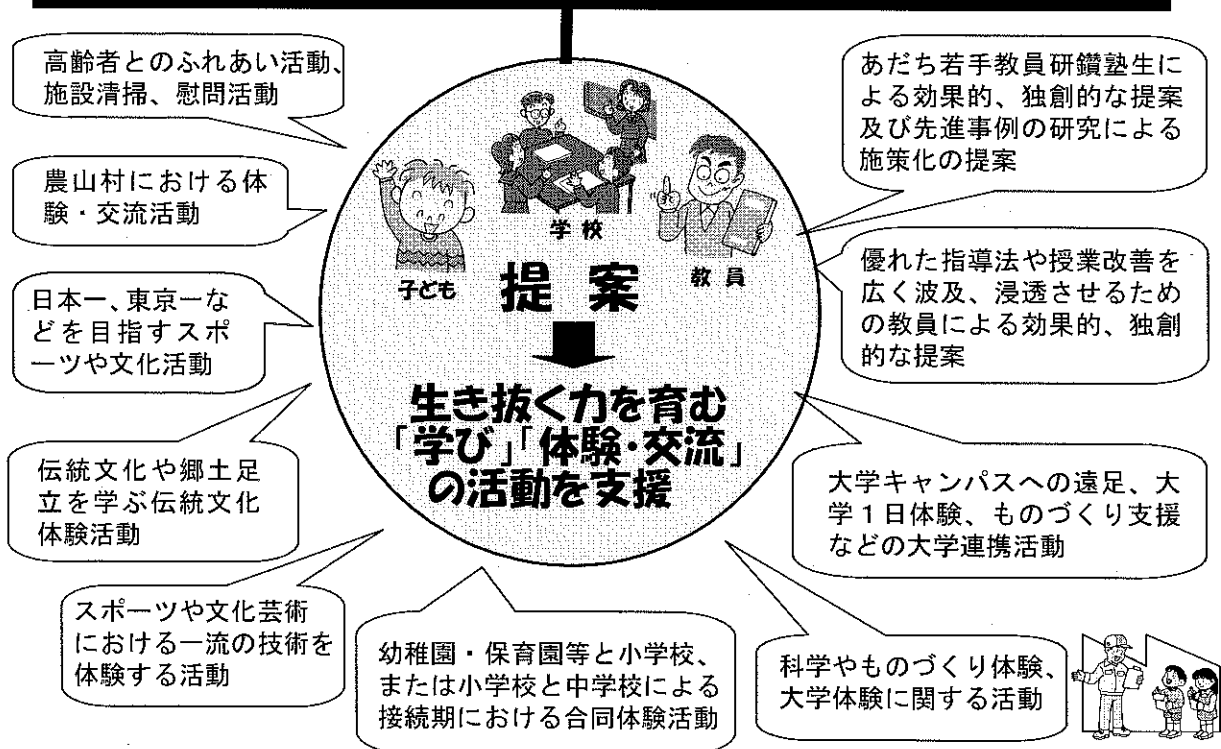 高齢者とのふれあい活動、
施設清掃、慰問活動
農山村における体
験・交流活動
日本一、東京一な
どを目指すスポ
ーツや文化活動
伝統文化や郷土足
立を学ぶ伝統文化
体験活動
スポーツや文化芸術
における一流の技術を
体験する活動
学校
子ども
教員
提案
生き抜く力を育む
「学び」「体験・交流」
の活動を支援
あだち若手教員研鑽塾生に
よる効果的、独創的な提案
及び先進事例の研究による
施策化の提案
優れた指導法や授業改善を
広く波及、浸透させるため
の教員による効果的、独創
的な提案
大学キャンパスへの遠足、大
学1日体験、ものづくり支援
などの大学連携活動
幼稚園・保育園等と小学校、
または小学校と中学校による
接続期における合同体験活動
科学やものづくり体験、
大学体験に関する活動